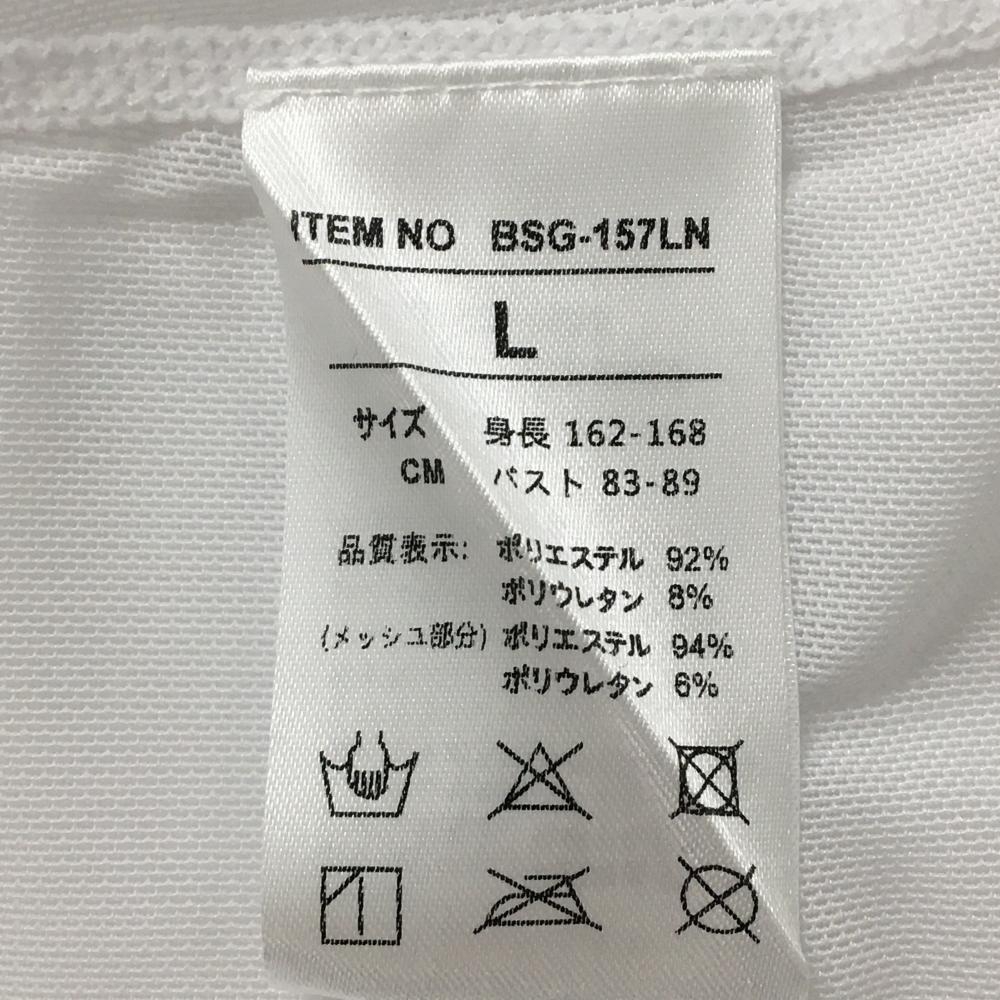 ITEM NO BSG-157LN
L
サイズ 身長 162-168
CM バスト 83-89
品質表示: ポリエステル 92%
ポリウレタン 8%
(メッシュ部分) ポリエステル 94%
ポリウレタン 6%